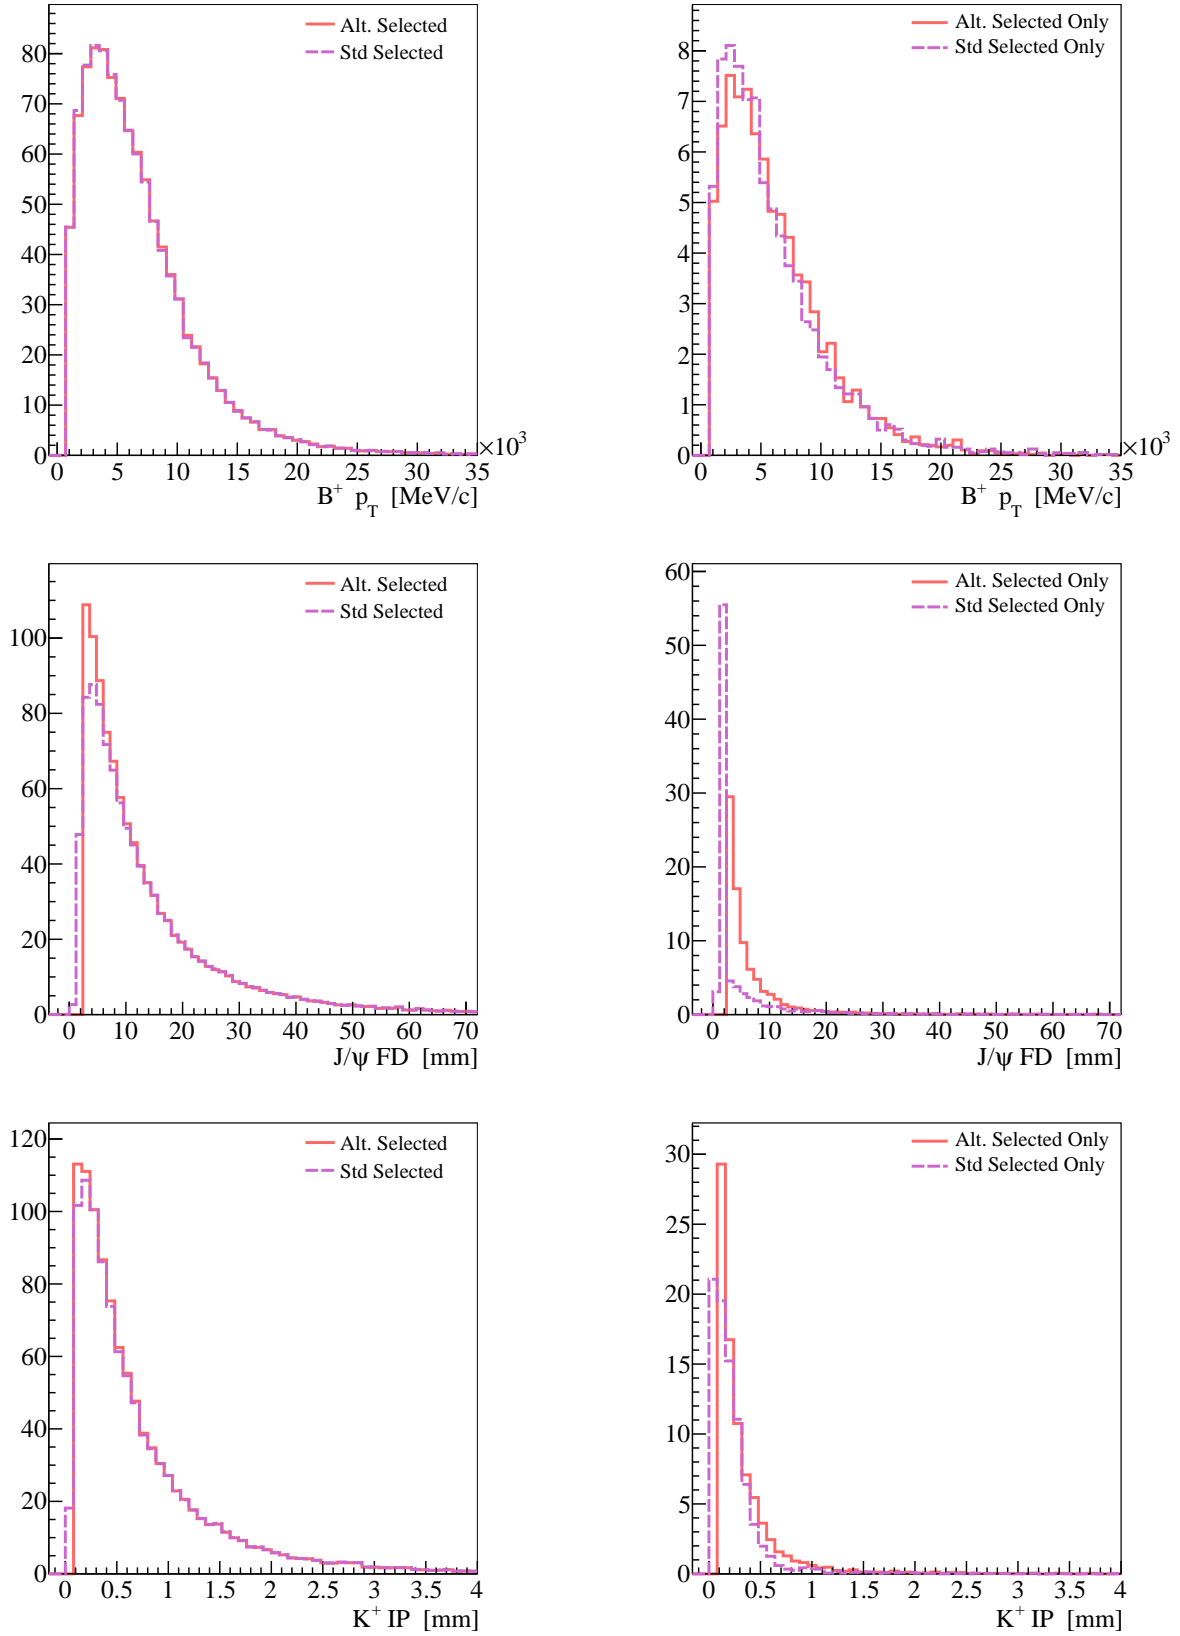 Alt. Selected
Std Selected
80
70
60
50
40
30
20
10
0
0 5 10 15 20 25 30 35
×10³
B⁺ p_T [MeV/c]
Alt. Selected Only
Std Selected Only
8
7
6
5
4
3
2
1
0
0 5 10 15 20 25 30 35
×10³
B⁺ p_T [MeV/c]
Alt. Selected
Std Selected
100
80
60
40
20
0
0 10 20 30 40 50 60 70
J/ψ FD [mm]
Alt. Selected Only
Std Selected Only
60
50
40
30
20
10
0
0 10 20 30 40 50 60 70
J/ψ FD [mm]
Alt. Selected
Std Selected
120
100
80
60
40
20
0
0 0.5 1 1.5 2 2.5 3 3.5 4
K⁺ IP [mm]
Alt. Selected Only
Std Selected Only
30
25
20
15
10
5
0
0 0.5 1 1.5 2 2.5 3 3.5 4
K⁺ IP [mm]